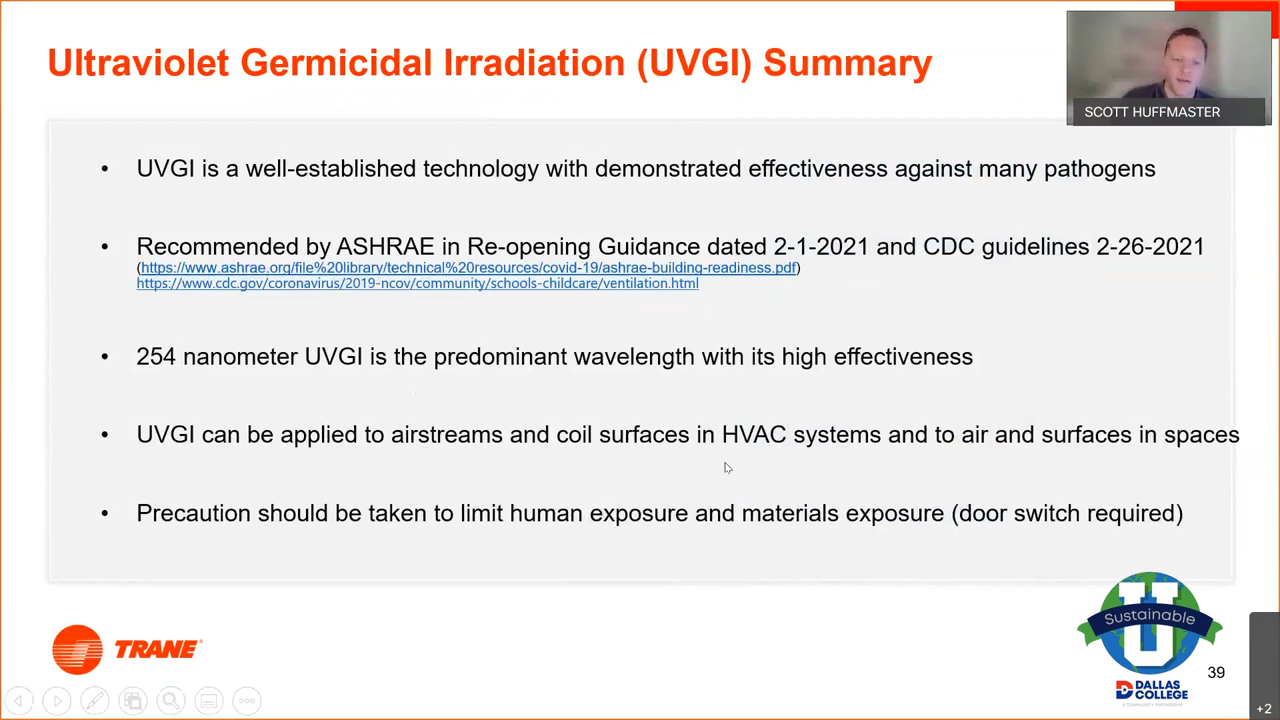 Ultraviolet Germicidal Irradiation (UVGI) Summary
SCOTT HUFFMASTER
• UVGI is a well-established technology with demonstrated effectiveness against many pathogens
• Recommended by ASHRAE in Re-opening Guidance dated 2-1-2021 and CDC guidelines 2-26-2021
(https://www.ashrae.org/file%20library/technical%20resources/covid-19/ashrae-building-readiness.pdf)
https://www.cdc.gov/coronavirus/2019-ncov/community/schools-childcare/ventilation.html
• 254 nanometer UVGI is the predominant wavelength with its high effectiveness
• UVGI can be applied to airstreams and coil surfaces in HVAC systems and to air and surfaces in spaces
• Precaution should be taken to limit human exposure and materials exposure (door switch required)
TRANE®
U
Sustainable
DALLAS
COLLEGE
A COMMUNITY PARTNERSHIP
39
+2